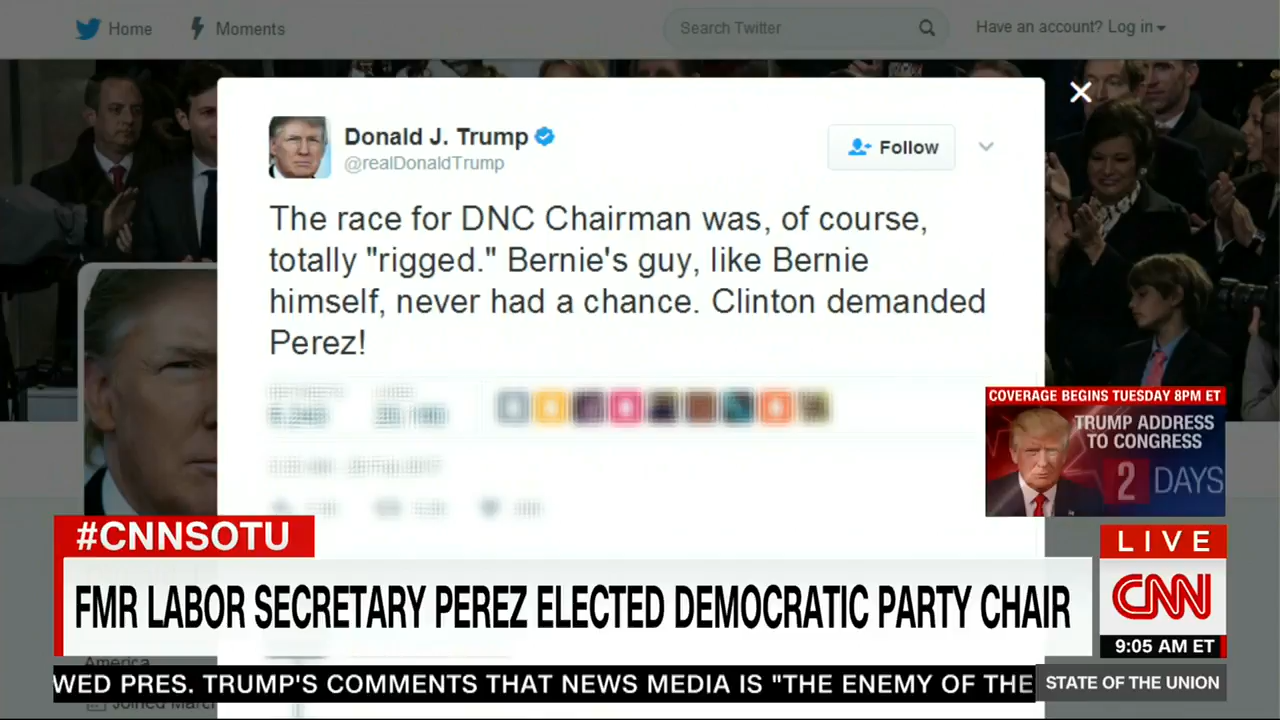 Home
Moments
Search Twitter
Have an account? Log in
Donald J. Trump
@realDonaldTrump
Follow
The race for DNC Chairman was, of course,
totally "rigged." Bernie's guy, like Bernie
himself, never had a chance. Clinton demanded
Perez!
COVERAGE BEGINS TUESDAY 8PM ET
TRUMP ADDRESS
TO CONGRESS
2 DAYS
#CNNSOTU
LIVE
FMR LABOR SECRETARY PEREZ ELECTED DEMOCRATIC PARTY CHAIR
CNN
9:05 AM ET
America
WED PRES. TRUMP'S COMMENTS THAT NEWS MEDIA IS "THE ENEMY OF THE
STATE OF THE UNION
Joined